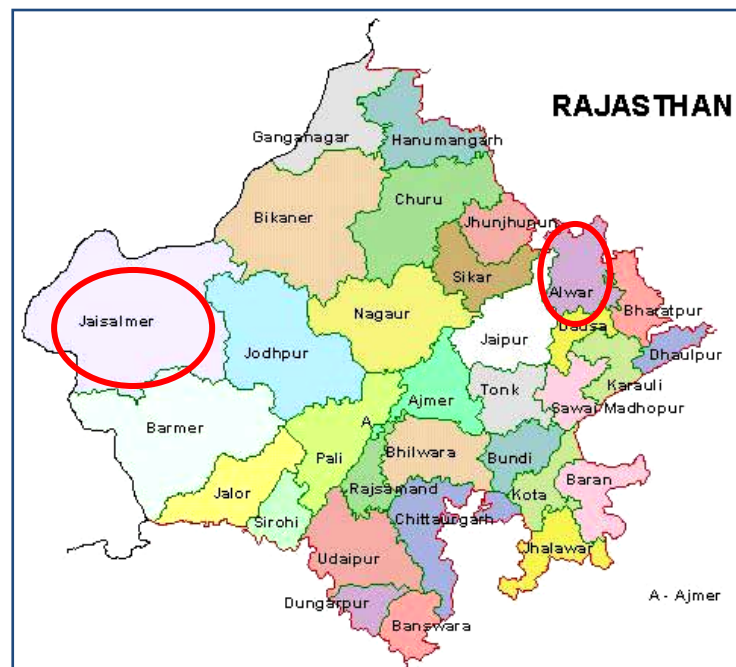 RAJASTHAN
Ganganagar
Hanumangarh
Churu
Bikaner
Jhunjhunun
Sikar
Alwar
Jaisalmer
Nagaur
Bharatpur
Dausa
Jaipur
Jodhpur
Dhaulpur
Karauli
Tonk
Ajmer
Sawai Madhopur
A
Barmer
Bhilwara
Pali
Bundi
Baran
Rajsamand
Jalor
Kota
Sirohi
Chittaurgarh
Jhalawar
Udaipur
A - Ajmer
Dungarpur
Banswara